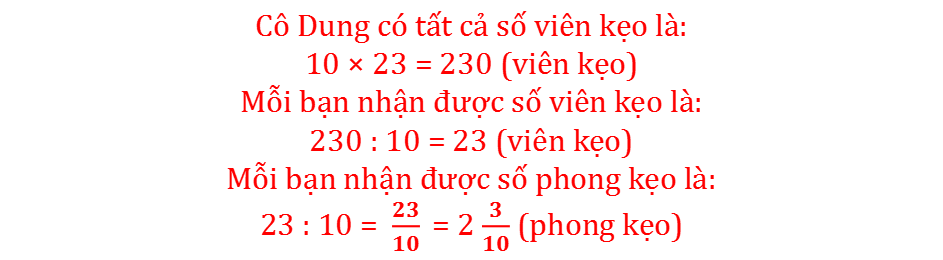 Cô Dung có tất cả số viên kẹo là:
10 × 23 = 230 (viên kẹo)
Mỗi bạn nhận được số viên kẹo là:
230 : 10 = 23 (viên kẹo)
Mỗi bạn nhận được số phong kẹo là:
23 : 10 = 23/10 = 2 3/10 (phong kẹo)